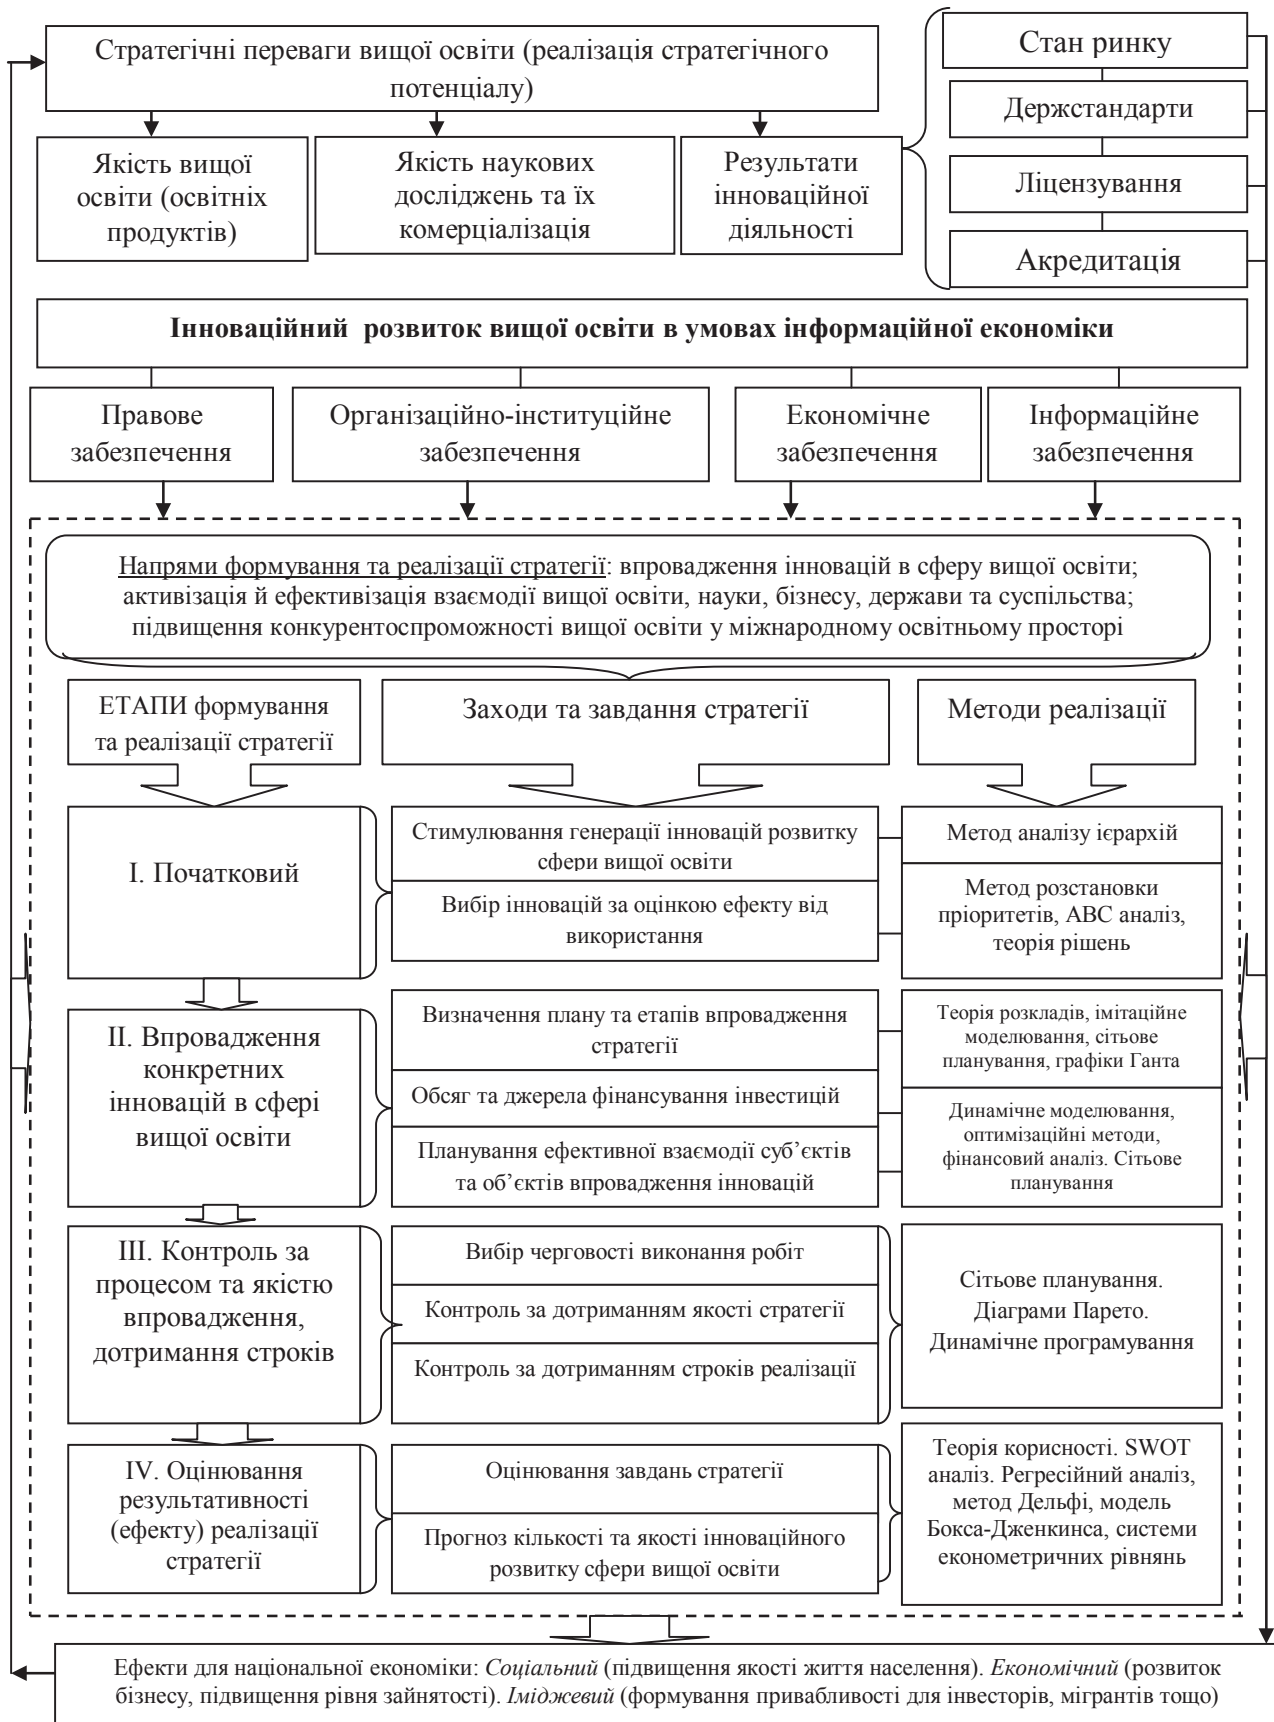 Стратегічні переваги вищої освіти (реалізація стратегічного
потенціалу)
Стан ринку
Держстандарти
Ліцензування
Акредитація
Якість вищої
освіти (освітніх
продуктів)
Якість наукових
досліджень та їх
комерціалізація
Результати
інноваційної
діяльності
Інноваційний розвиток вищої освіти в умовах інформаційної економіки
Правове
забезпечення
Організаційно-інституційне
забезпечення
Економічне
забезпечення
Інформаційне
забезпечення
Напрями формування та реалізації стратегії: впровадження інновацій в сферу вищої освіти;
активізація й ефективізація взаємодії вищої освіти, науки, бізнесу, держави та суспільства;
підвищення конкурентоспроможності вищої освіти у міжнародному освітньому просторі
ЕТАПИ формування
та реалізації стратегії
Заходи та завдання стратегії
Методи реалізації
І. Початковий
Стимулювання генерації інновацій розвитку
сфери вищої освіти
Вибір інновацій за оцінкою ефекту від
використання
Метод аналізу ієрархій
Метод розстановки
пріоритетів, АВС аналіз,
теорія рішень
ІІ. Впровадження
конкретних
інновацій в сфері
вищої освіти
Визначення плану та етапів впровадження
стратегії
Обсяг та джерела фінансування інвестицій
Планування ефективної взаємодії суб’єктів
та об’єктів впровадження інновацій
Теорія розкладів, імітаційне
моделювання, сітьове
планування, графіки Ганта
Динамічне моделювання,
оптимізаційні методи,
фінансовий аналіз. Сітьове
планування
ІІІ. Контроль за
процесом та якістю
впровадження,
дотримання строків
Вибір черговості виконання робіт
Контроль за дотриманням якості стратегії
Контроль за дотриманням строків реалізації
Сітьове планування.
Діаграми Парето.
Динамічне програмування
IV. Оцінювання
результативності
(ефекту) реалізації
стратегії
Оцінювання завдань стратегії
Прогноз кількості та якості інноваційного
розвитку сфери вищої освіти
Теорія корисності. SWOT
аналіз. Регресійний аналіз,
метод Дельфі, модель
Бокса-Дженкинса, системи
економетричних рівнянь
Ефекти для національної економіки: Соціальний (підвищення якості життя населення). Економічний (розвиток
бізнесу, підвищення рівня зайнятості). Іміджевий (формування привабливості для інвесторів, мігрантів тощо)